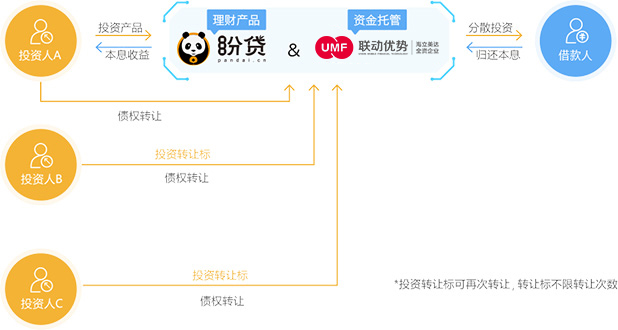 理财产品
资金托管
投资人A
投资产品
本息收益
盼贷
pandai.cn
&
UMF
联动优势
海立美达
全资企业
分散投资
归还本息
借款人
债权转让
投资人B
投资转让标
债权转让
投资人C
投资转让标
债权转让
*投资转让标可再次转让,转让标不限转让次数